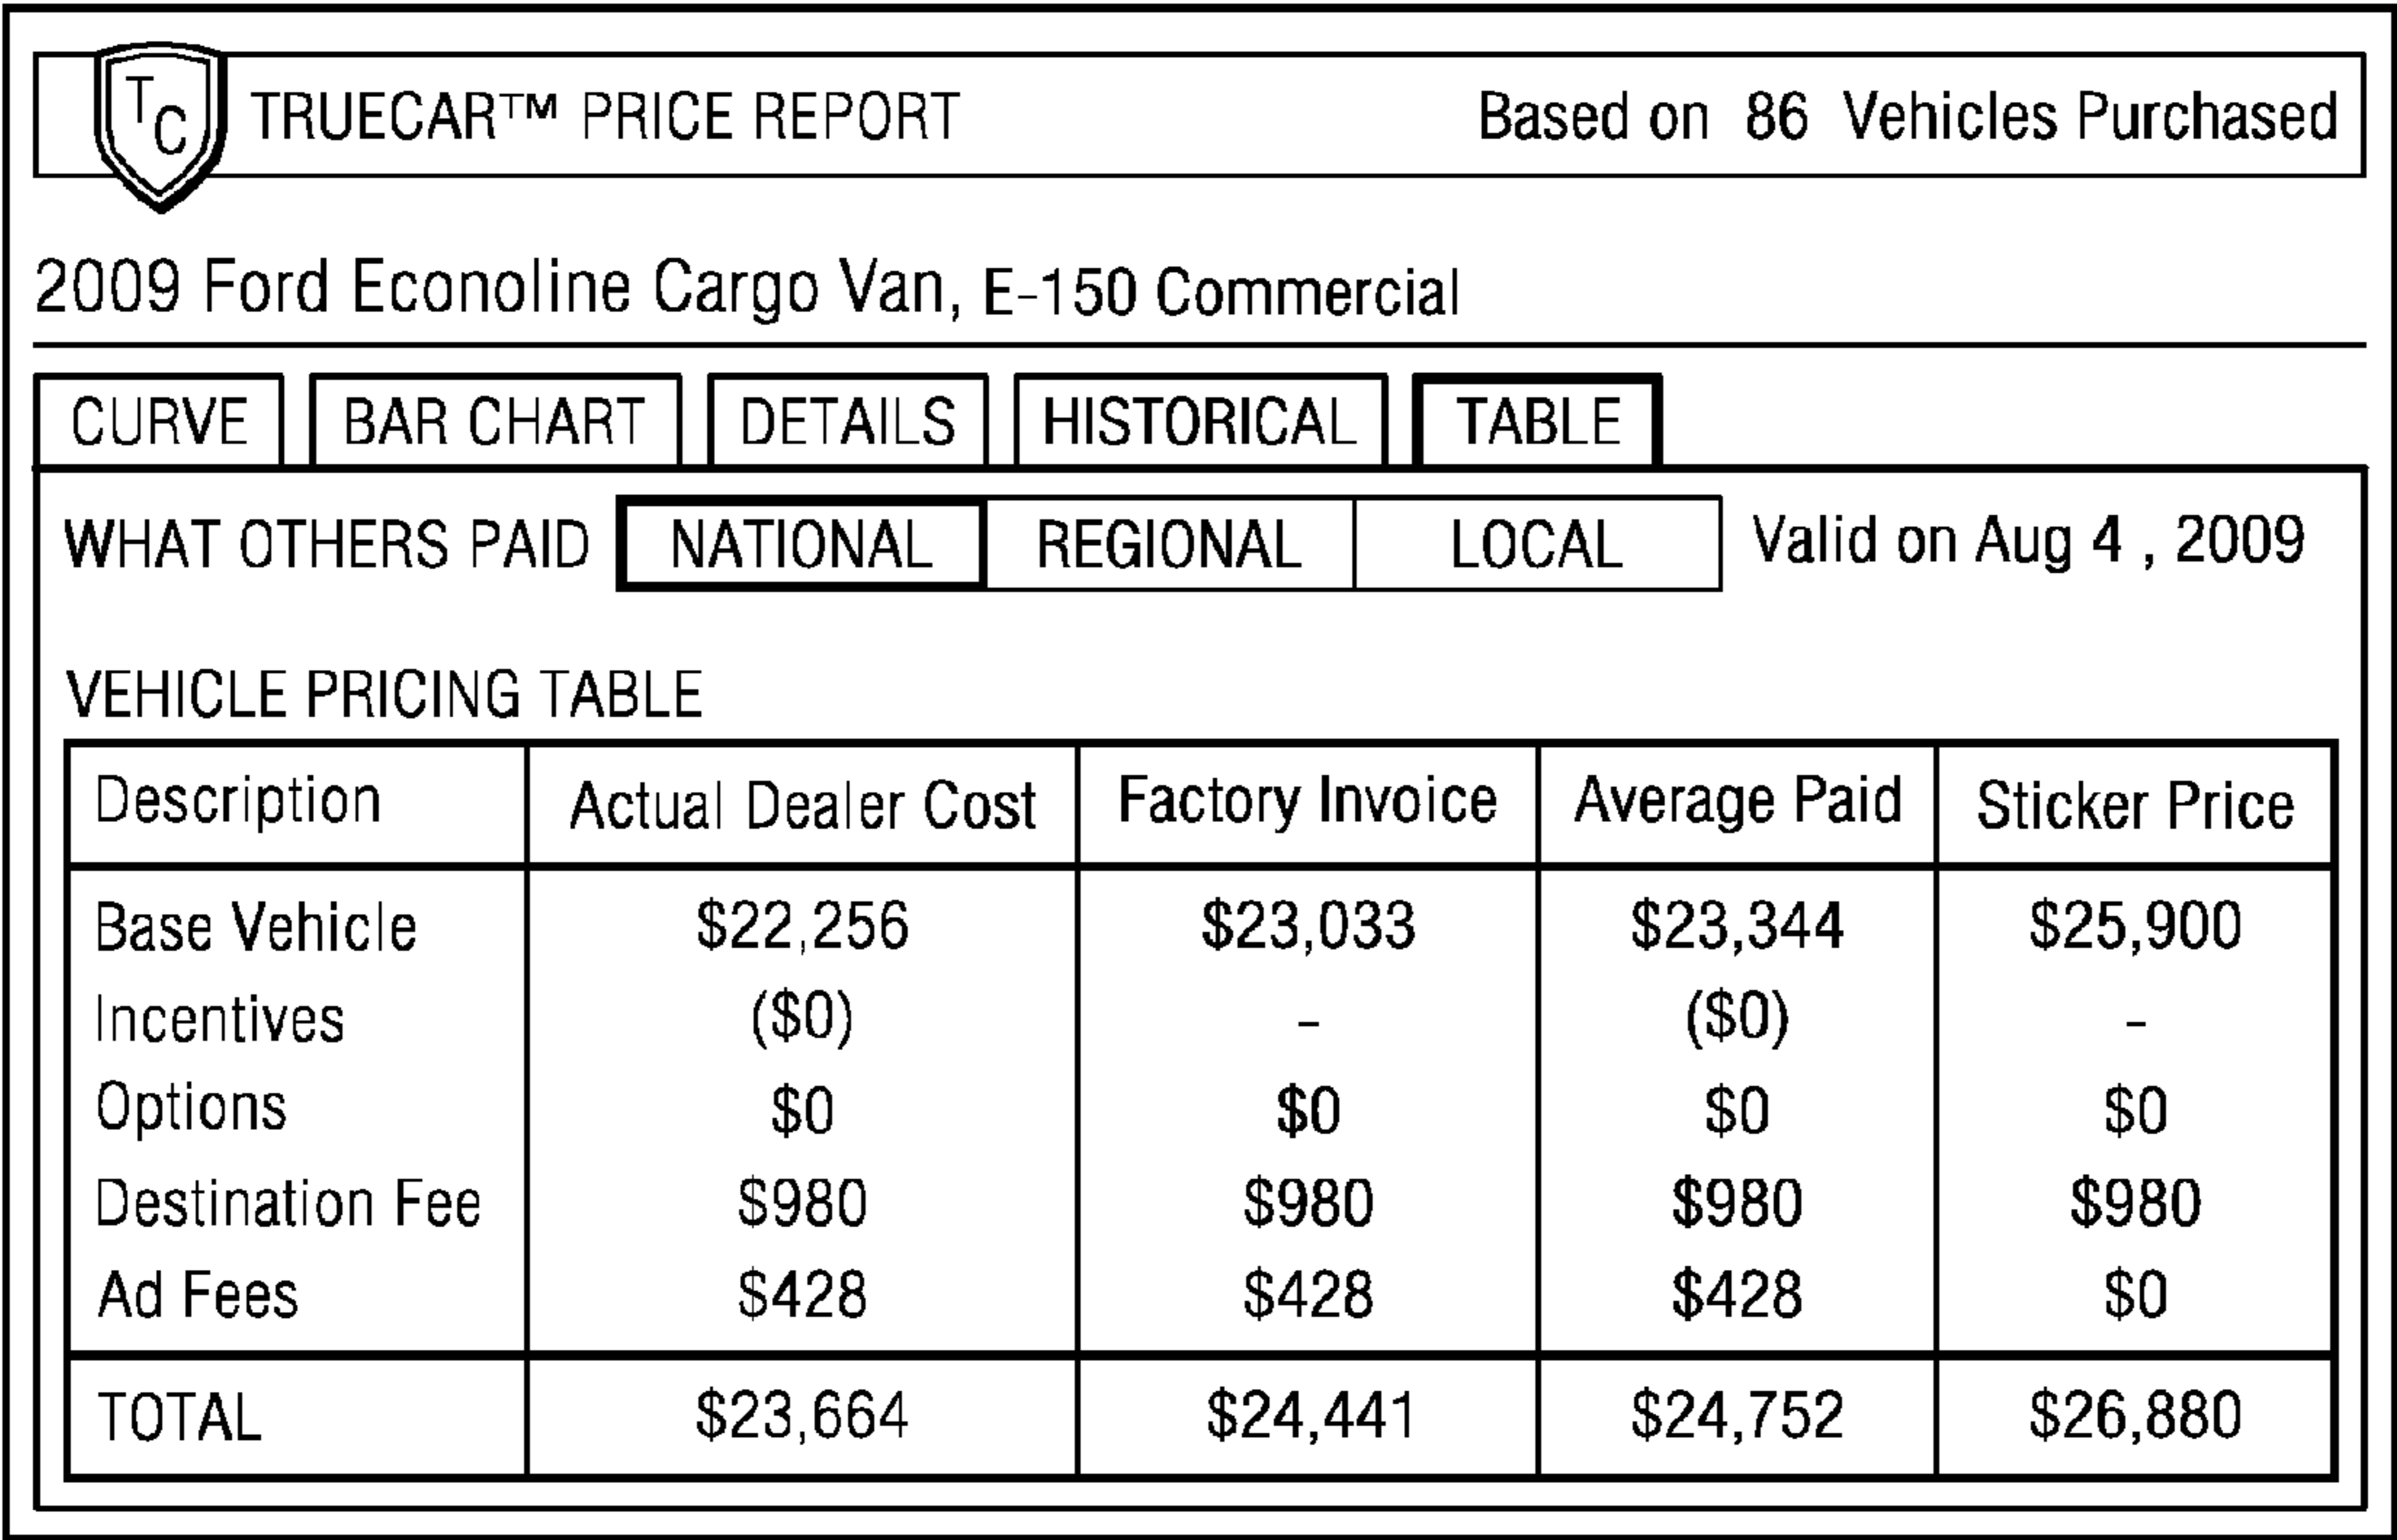 TC TRUECAR™ PRICE REPORT Based on 86 Vehicles Purchased
2009 Ford Econoline Cargo Van, E-150 Commercial
CURVE BAR CHART DETAILS HISTORICAL TABLE
WHAT OTHERS PAID NATIONAL REGIONAL LOCAL Valid on Aug 4 , 2009
VEHICLE PRICING TABLE
Description Actual Dealer Cost Factory Invoice Average Paid Sticker Price
Base Vehicle $22,256 $23,033 $23,344 $25,900
Incentives ($0) - ($0) -
Options $0 $0 $0 $0
Destination Fee $980 $980 $980 $980
Ad Fees $428 $428 $428 $0
TOTAL $23,664 $24,441 $24,752 $26,880